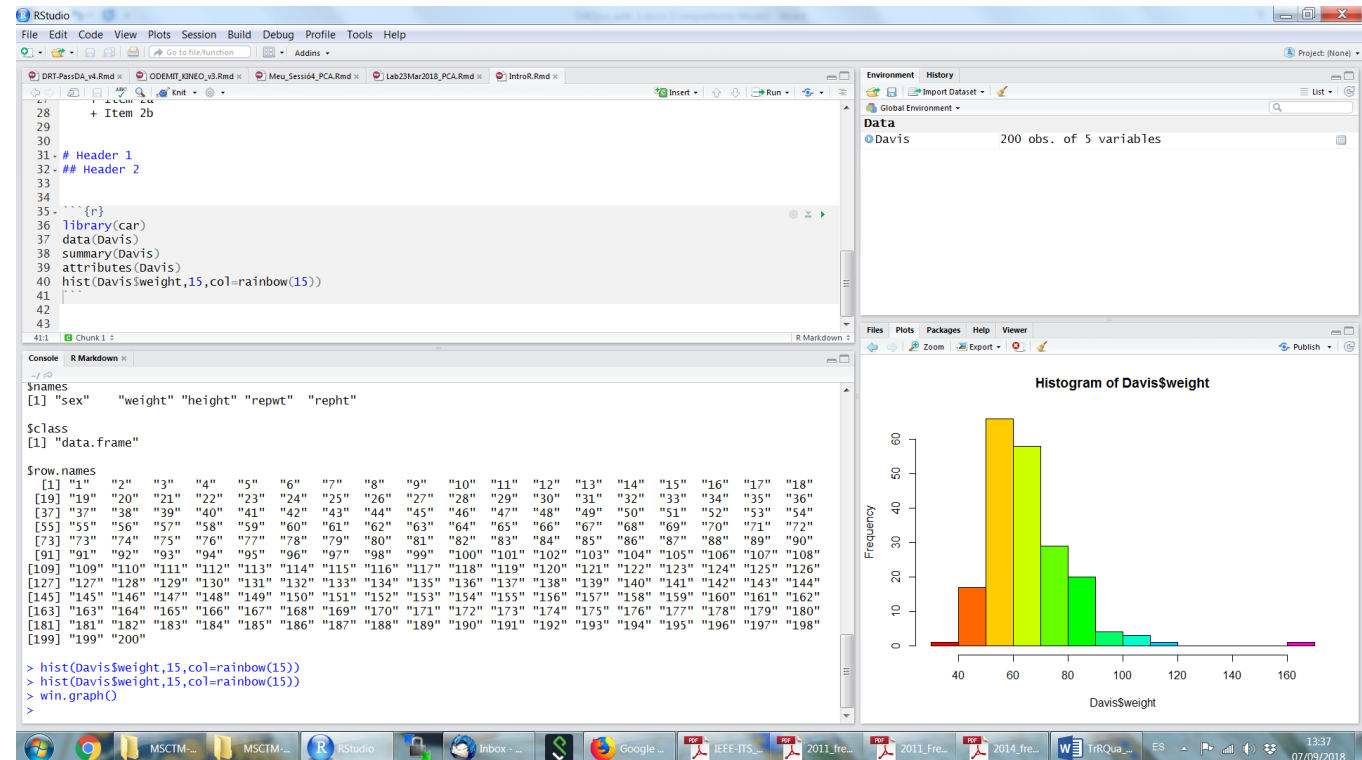 RStudio
File Edit Code View Plots Session Build Debug Profile Tools Help
Go to file/function Addins
Project: (None)
DRT-PassDA_v4.Rmd × ODEMIT_KINEO_v3.Rmd × Meu_Sessió4_PCA.Rmd × Lab23Mar2018_PCA.Rmd × IntroR.Rmd ×
ABC Knit Insert Run
27 + Item 2a
28 + Item 2b
29
30
31 # Header 1
32 ## Header 2
33
34
35 ```{r}
36 library(car)
37 data(Davis)
38 summary(Davis)
39 attributes(Davis)
40 hist(Davis$weight,15,col=rainbow(15))
41 ```
42
43
41:1 C Chunk 1 R Markdown
Console R Markdown ×
~/
$names
[1] "sex" "weight" "height" "repwt" "repht"
$class
[1] "data.frame"
$row.names
[1] "1" "2" "3" "4" "5" "6" "7" "8" "9" "10" "11" "12" "13" "14" "15" "16" "17" "18"
[19] "19" "20" "21" "22" "23" "24" "25" "26" "27" "28" "29" "30" "31" "32" "33" "34" "35" "36"
[37] "37" "38" "39" "40" "41" "42" "43" "44" "45" "46" "47" "48" "49" "50" "51" "52" "53" "54"
[55] "55" "56" "57" "58" "59" "60" "61" "62" "63" "64" "65" "66" "67" "68" "69" "70" "71" "72"
[73] "73" "74" "75" "76" "77" "78" "79" "80" "81" "82" "83" "84" "85" "86" "87" "88" "89" "90"
[91] "91" "92" "93" "94" "95" "96" "97" "98" "99" "100" "101" "102" "103" "104" "105" "106" "107" "108"
[109] "109" "110" "111" "112" "113" "114" "115" "116" "117" "118" "119" "120" "121" "122" "123" "124" "125" "126"
[127] "127" "128" "129" "130" "131" "132" "133" "134" "135" "136" "137" "138" "139" "140" "141" "142" "143" "144"
[145] "145" "146" "147" "148" "149" "150" "151" "152" "153" "154" "155" "156" "157" "158" "159" "160" "161" "162"
[163] "163" "164" "165" "166" "167" "168" "169" "170" "171" "172" "173" "174" "175" "176" "177" "178" "179" "180"
[181] "181" "182" "183" "184" "185" "186" "187" "188" "189" "190" "191" "192" "193" "194" "195" "196" "197" "198"
[199] "199" "200"
> hist(Davis$weight,15,col=rainbow(15))
> hist(Davis$weight,15,col=rainbow(15))
> win.graph()
>
Environment History
Import Dataset List
Global Environment
Data
Davis 200 obs. of 5 variables
Files Plots Packages Help Viewer
Zoom Export Publish
Histogram of Davis$weight
Frequency
60
50
40
30
20
10
0
40 60 80 100 120 140 160
Davis$weight
MSCTM-... MSCTM-... R RStudio Inbox - ... Google ... PDF IEEE-ITS_... PDF 2011_fre... PDF 2011_Fre... PDF 2014_fre... W TrRQua_... ES 13:37
07/09/2018